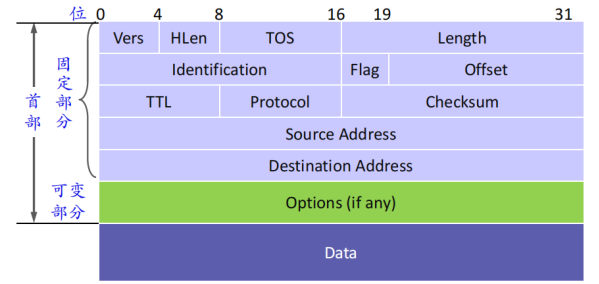 位 0 4 8 16 19 31
Vers HLen TOS Length
Identification Flag Offset
TTL Protocol Checksum
Source Address
Destination Address
Options (if any)
Data
首部
固定部分
可变部分